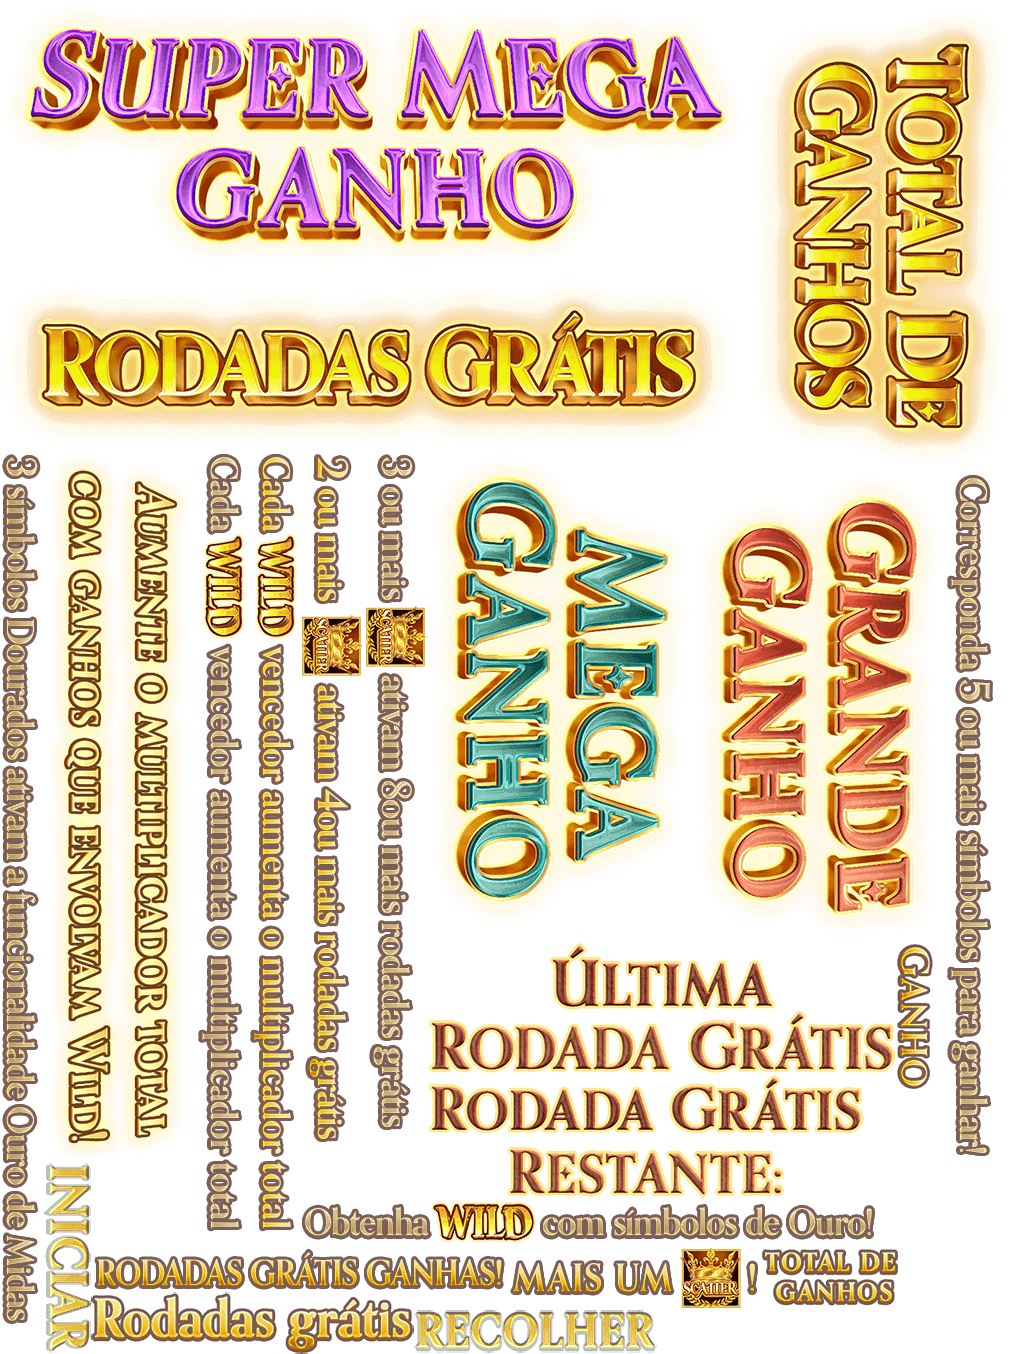 SUPER MEGA
GANHO
TOTAL DE
GANHOS
RODADAS GRÁTIS
3 símbolos Dourados ativam a funcionalidade Ouro de Midas
AUMENTE O MULTIPLICADOR TOTAL
COM GANHOS QUE ENVOLVAM WILD!
Cada WILD vencedor aumenta o multiplicador total
Cada WILD vencedor aumenta o multiplicador total
2 ou mais SCATTER ativam 4ou mais rodadas grátis
3 ou mais SCATTER ativam 8ou mais rodadas grátis
MEGA
GANHO
GRANDE
GANHO
Corresponda 5 ou mais símbolos para ganhar!
GANHO
ÚLTIMA
RODADA GRÁTIS
RODADA GRÁTIS
RESTANTE:
INICIAR
Obtenha WILD com símbolos de Ouro!
RODADAS GRÁTIS GANHAS!
MAIS UM SCATTER !
TOTAL DE
GANHOS
Rodadas grátis
RECOLHER